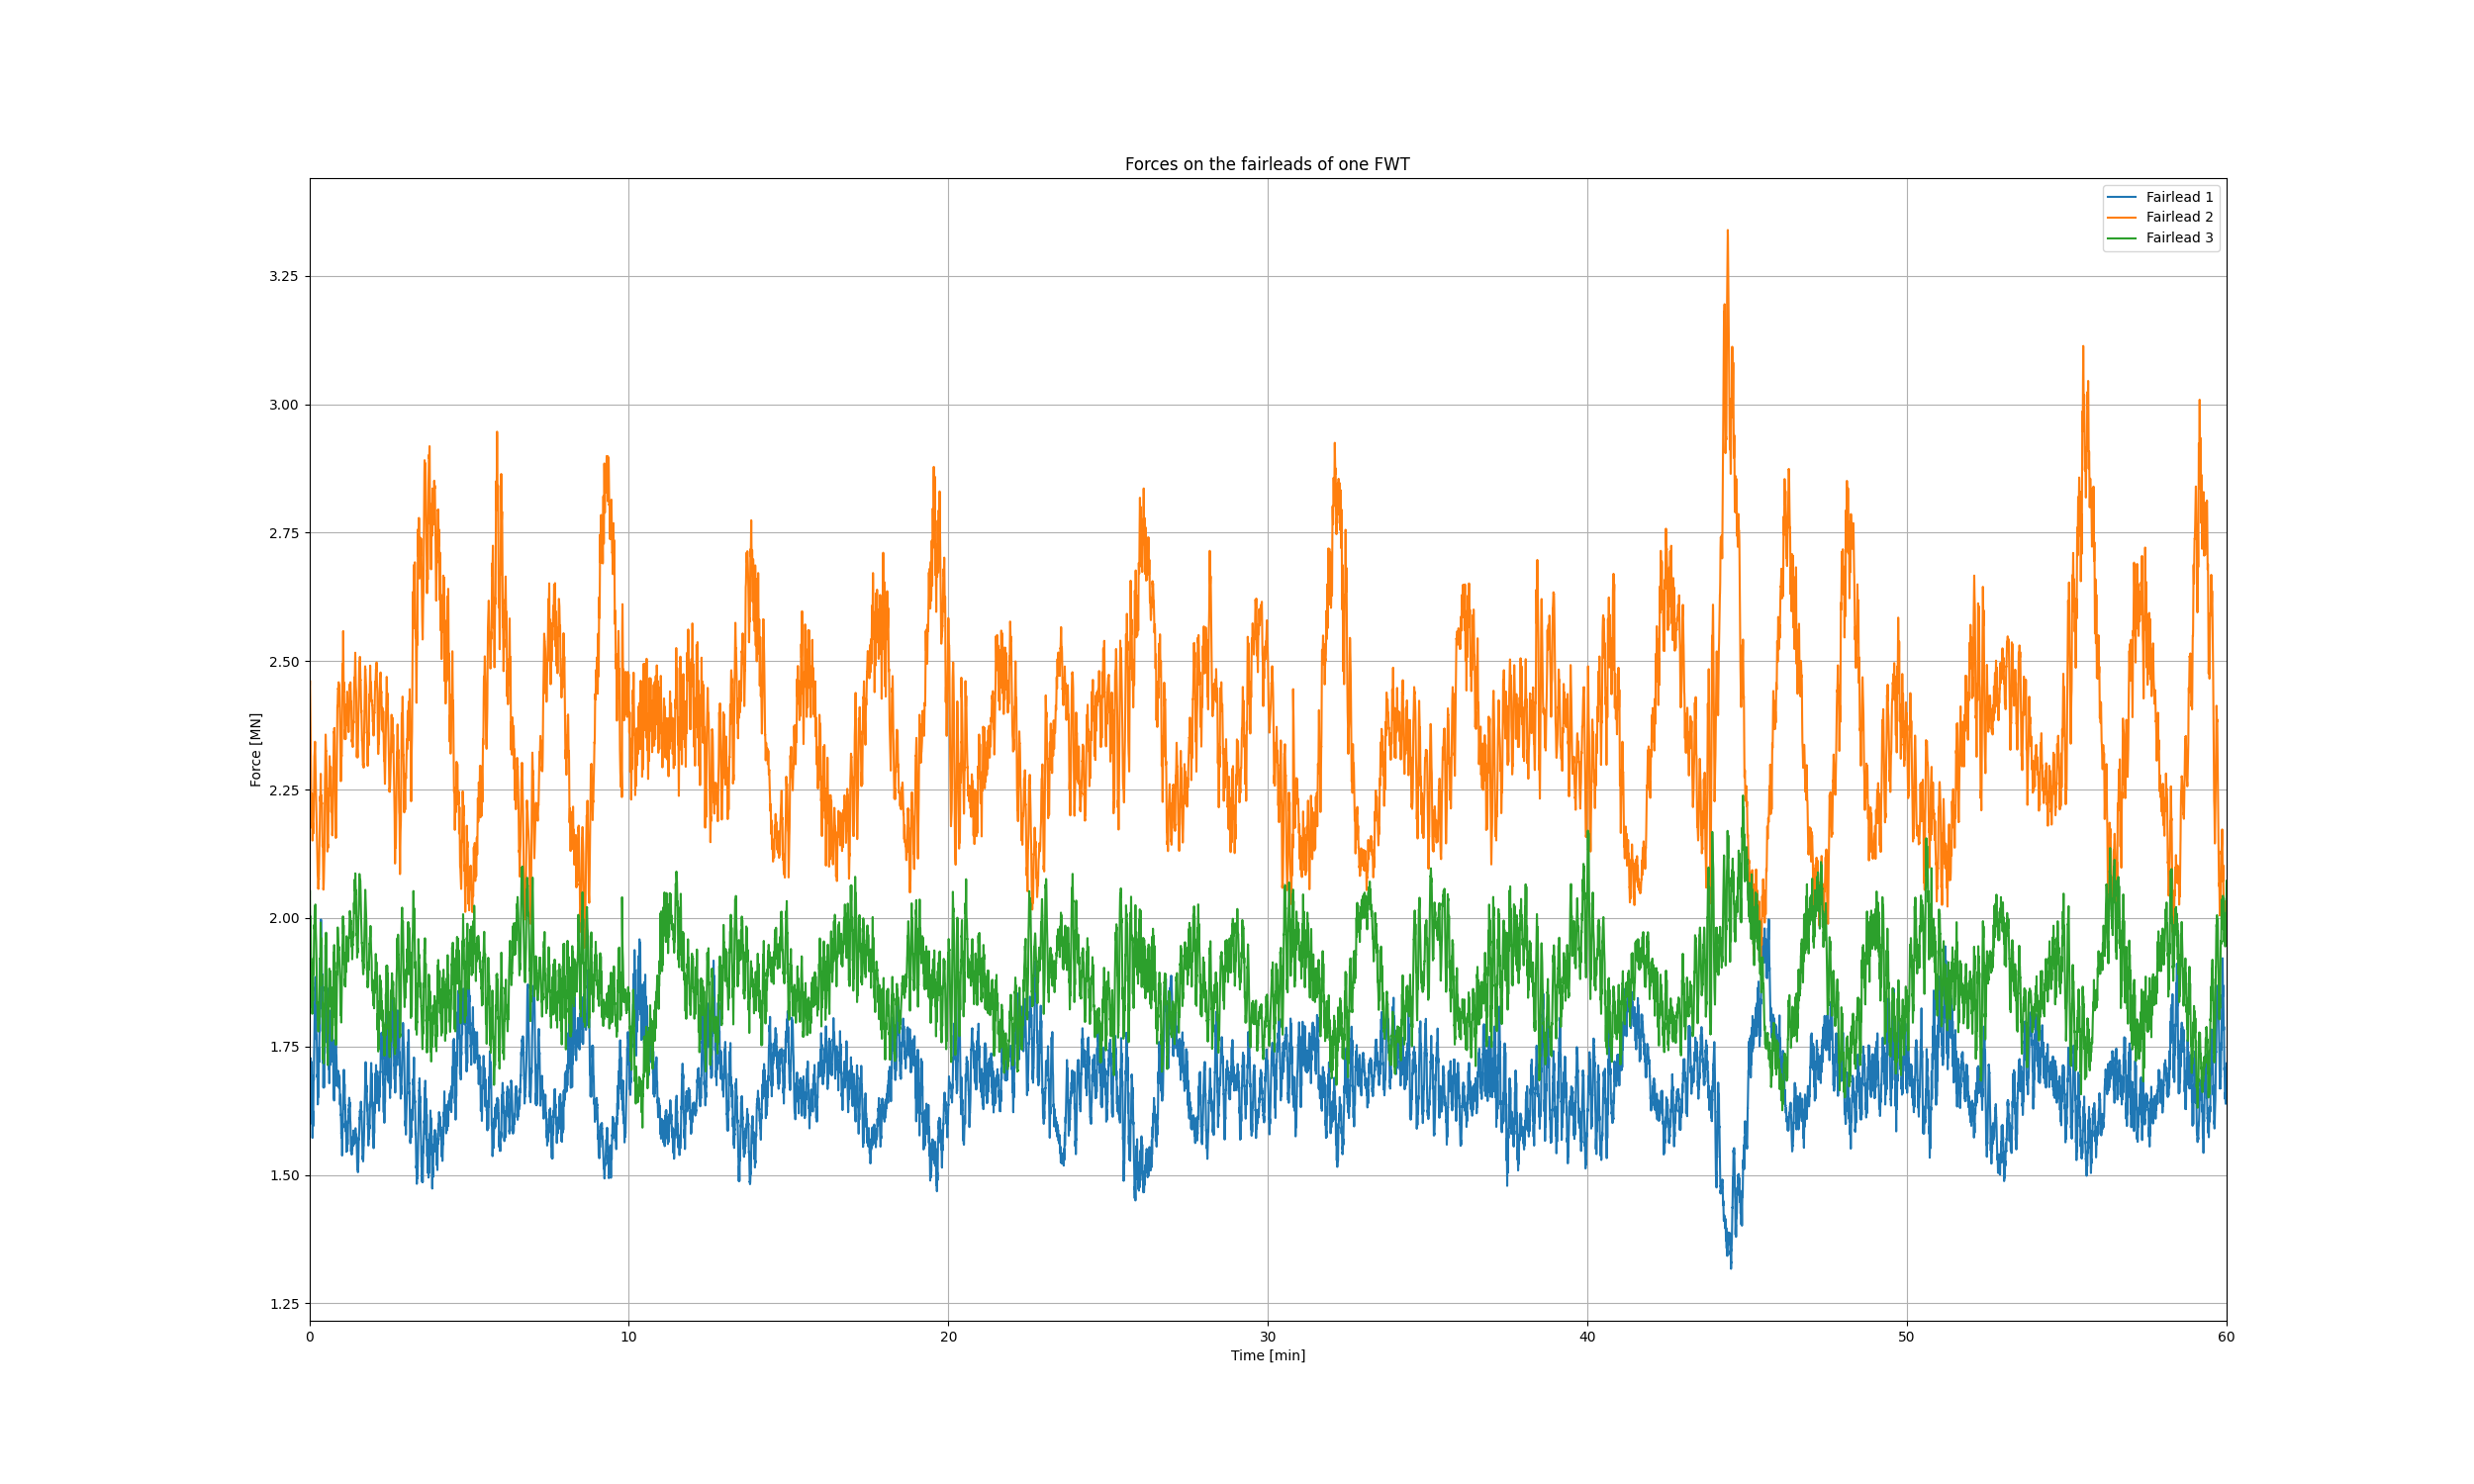 Forces on the fairleads of one FWT
Fairlead 1
Fairlead 2
Fairlead 3
Force [MN]
3.25
3.00
2.75
2.50
2.25
2.00
1.75
1.50
1.25
0 10 20 30 40 50 60
Time [min]